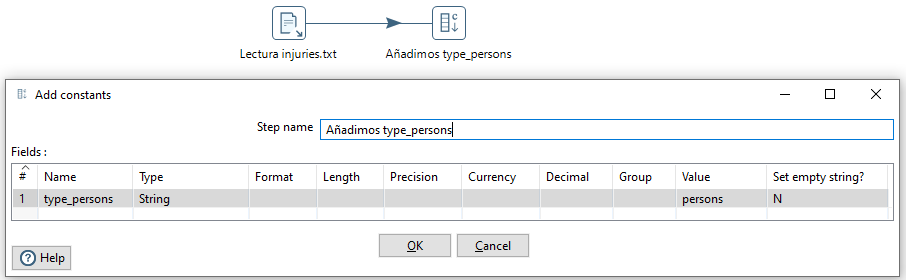 Lectura injuries.txt Añadimos type_persons
Add constants
Step name Añadimos type_persons
Fields :
# Name Type Format Length Precision Currency Decimal Group Value Set empty string?
1 type_persons String persons N
OK Cancel
Help